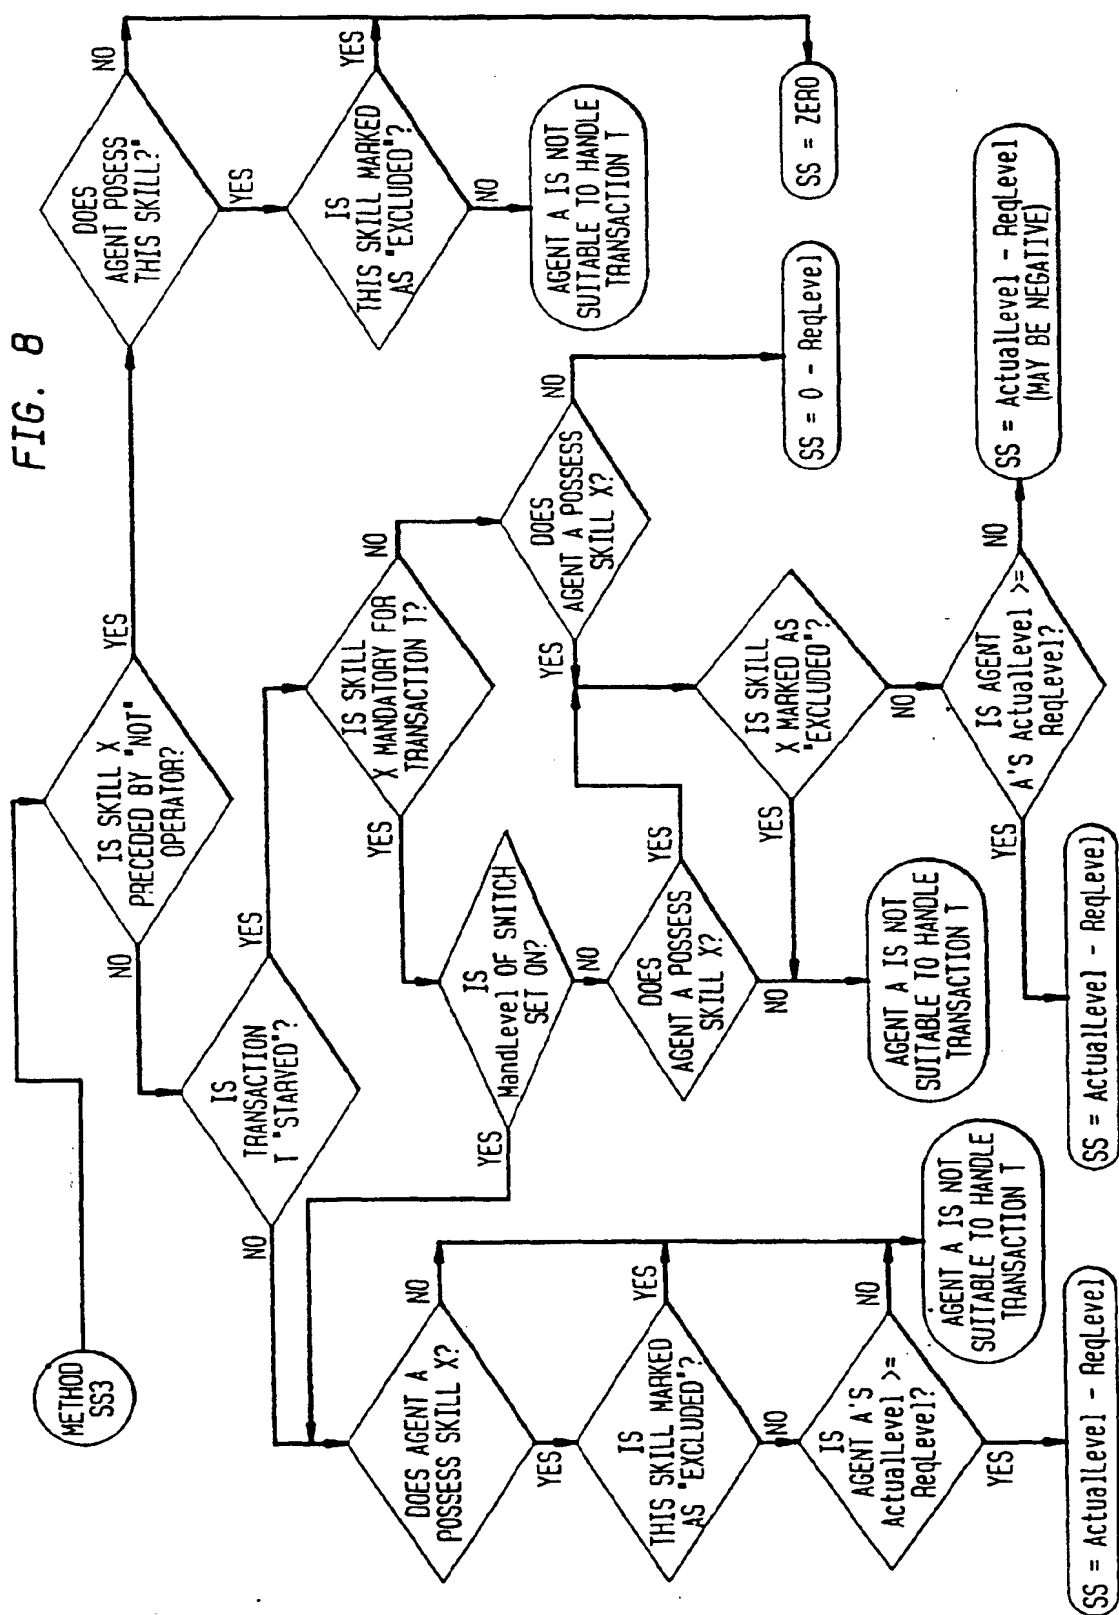 FIG. 8
METHOD
SS3
IS SKILL X
PRECEDED BY "NOT"
OPERATOR?
NO
YES
DOES
AGENT POSESS
THIS SKILL?"
NO
YES
IS
THIS SKILL MARKED
AS "EXCLUDED"?
YES
NO
AGENT A IS NOT
SUITABLE TO HANDLE
TRANSACTION T
SS = ZERO
IS
TRANSACTION
T "STARVED"?
NO
YES
IS SKILL
X MANDATORY FOR
TRANSACTION T?
YES
NO
DOES
AGENT A POSSESS
SKILL X?
YES
NO
SS = 0 - ReqLevel
IS
MandLevel OF SWITCH
SET ON?
YES
NO
DOES
AGENT A POSSESS
SKILL X?
YES
NO
IS SKILL
X MARKED AS
"EXCLUDED"?
YES
NO
AGENT A IS NOT
SUITABLE TO HANDLE
TRANSACTION T
IS AGENT
A'S ActualLevel >=
ReqLevel?
YES
NO
SS = ActualLevel - ReqLevel
(MAY BE NEGATIVE)
SS = ActualLevel - ReqLevel
DOES AGENT A
POSSESS SKILL X?
NO
YES
IS
THIS SKILL MARKED
AS "EXCLUDED"?
YES
NO
IS
AGENT A'S
ActualLevel >=
ReqLevel?
NO
YES
AGENT A IS NOT
SUITABLE TO HANDLE
TRANSACTION T
SS = ActualLevel - ReqLevel